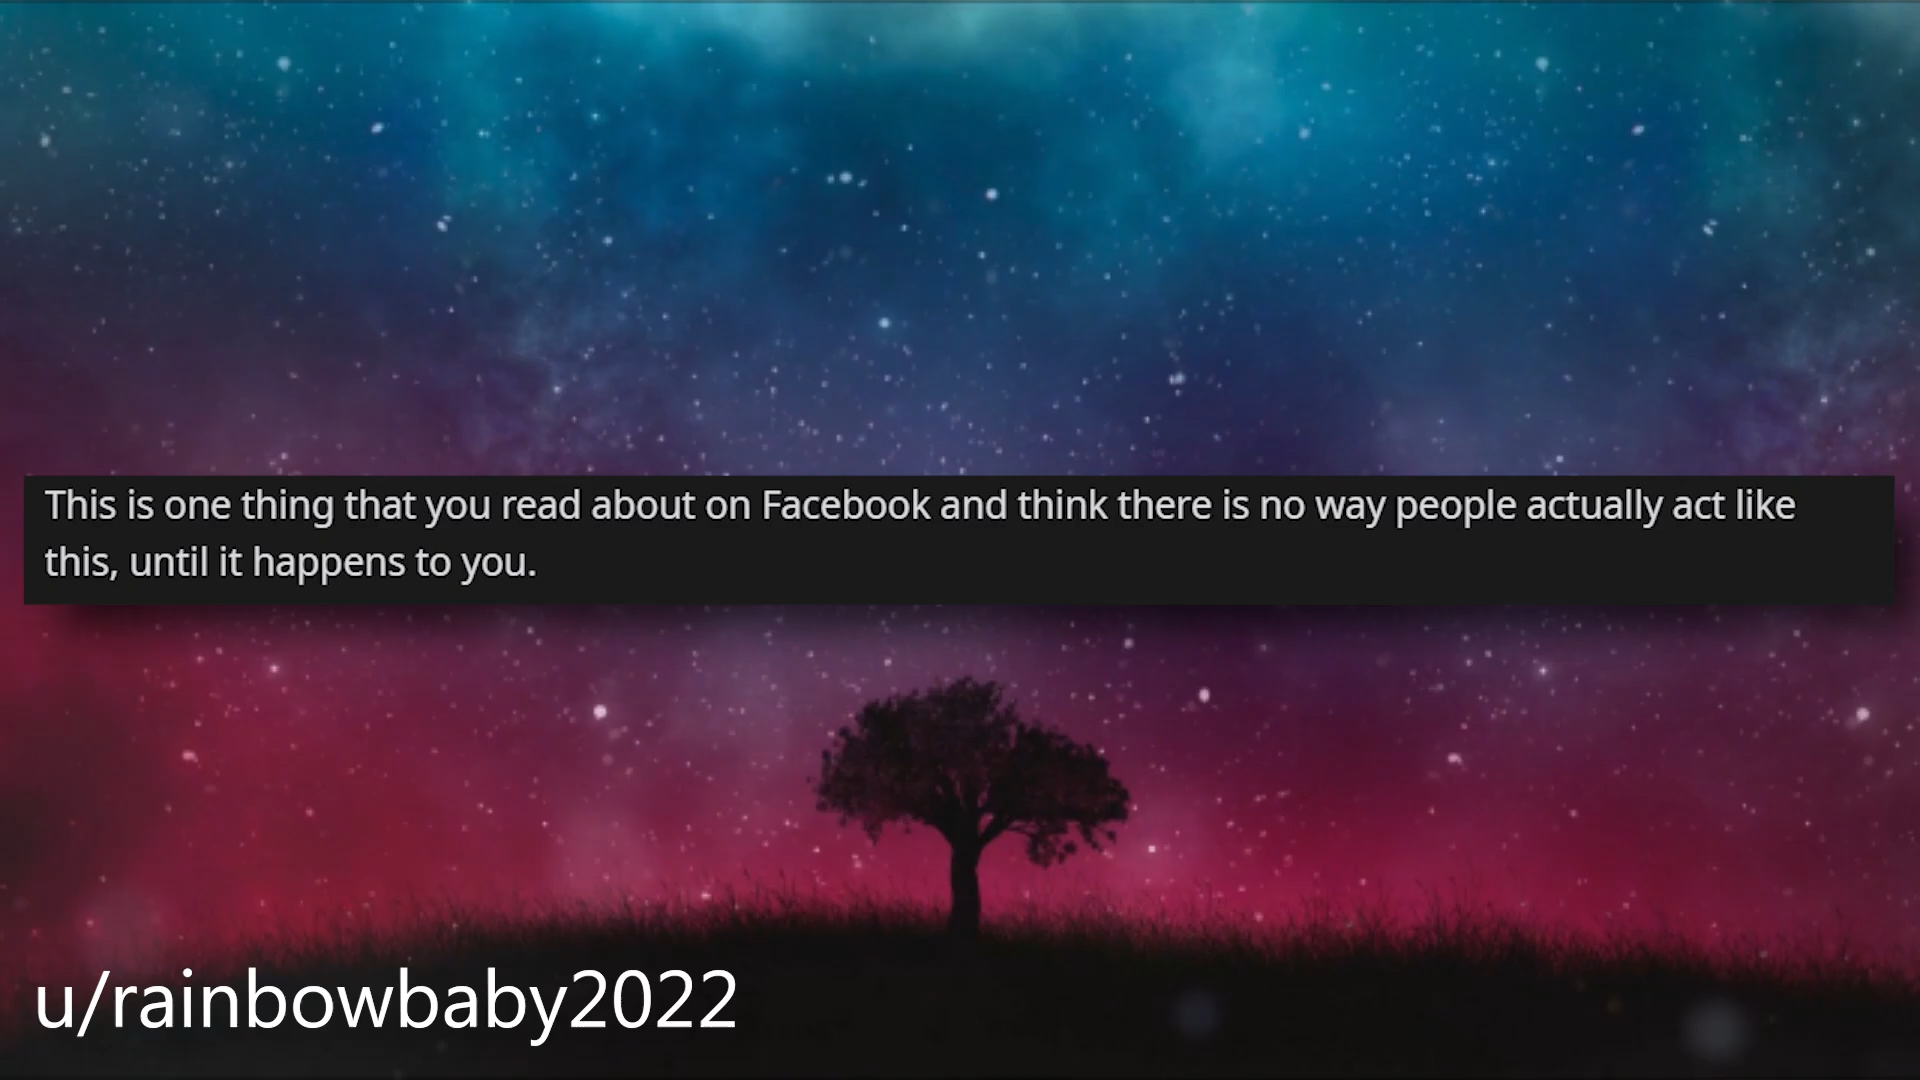 This is one thing that you read about on Facebook and think there is no way people actually act like
this, until it happens to you.
u/rainbowbaby2022